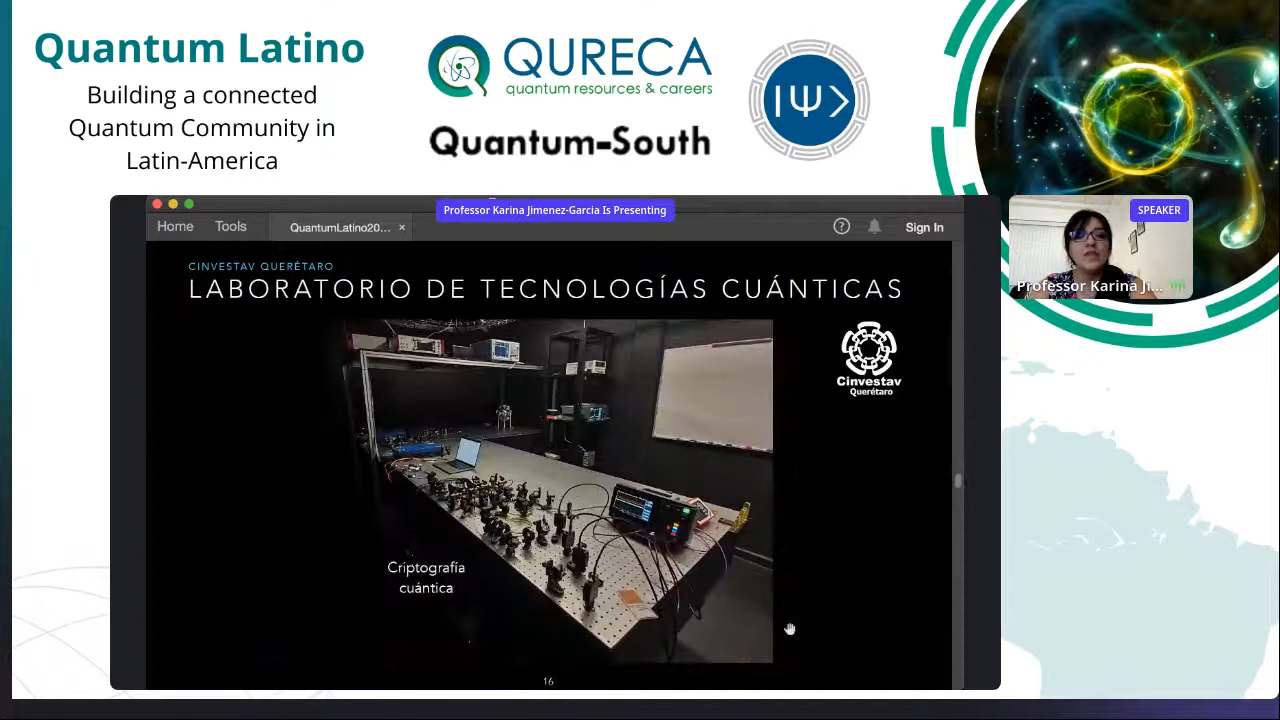 Quantum Latino
Building a connected
Quantum Community in
Latin-America
QURECA
quantum resources & careers
Quantum-South
|Ψ>
Professor Karina Jimenez-Garcia Is Presenting
Home
Tools
QuantumLatino20... ×
?
Sign In
SPEAKER
Professor Karina Ji...
CINVESTAV QUERÉTARO
LABORATORIO DE TECNOLOGÍAS CUÁNTICAS
Cinvestav
Querétaro
Criptografía
cuántica
16